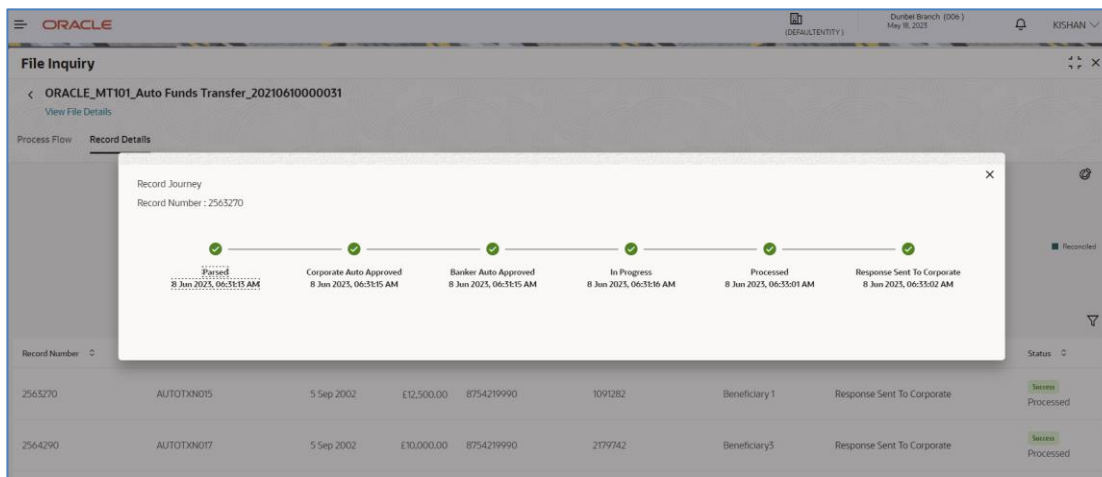 ORACLE
(DEFAULTENTITY )
Dunbel Branch (006 )
May 18, 2023
KISHAN
File Inquiry
ORACLE_MT101_Auto Funds Transfer_20210610000031
View File Details
Process Flow Record Details
Record Journey
Record Number : 2563270
Reconciled
Parsed Corporate Auto Approved Banker Auto Approved In Progress Processed Response Sent To Corporate
8 Jun 2023, 06:31:13 AM 8 Jun 2023, 06:31:15 AM 8 Jun 2023, 06:31:15 AM 8 Jun 2023, 06:31:16 AM 8 Jun 2023, 06:33:01 AM 8 Jun 2023, 06:33:02 AM
Record Number Status
2563270 AUTOTXN015 5 Sep 2002 £12,500.00 8754219990 1091282 Beneficiary 1 Response Sent To Corporate Success
Processed
2564290 AUTOTXN017 5 Sep 2002 £10,000.00 8754219990 2179742 Beneficiary3 Response Sent To Corporate Success
Processed